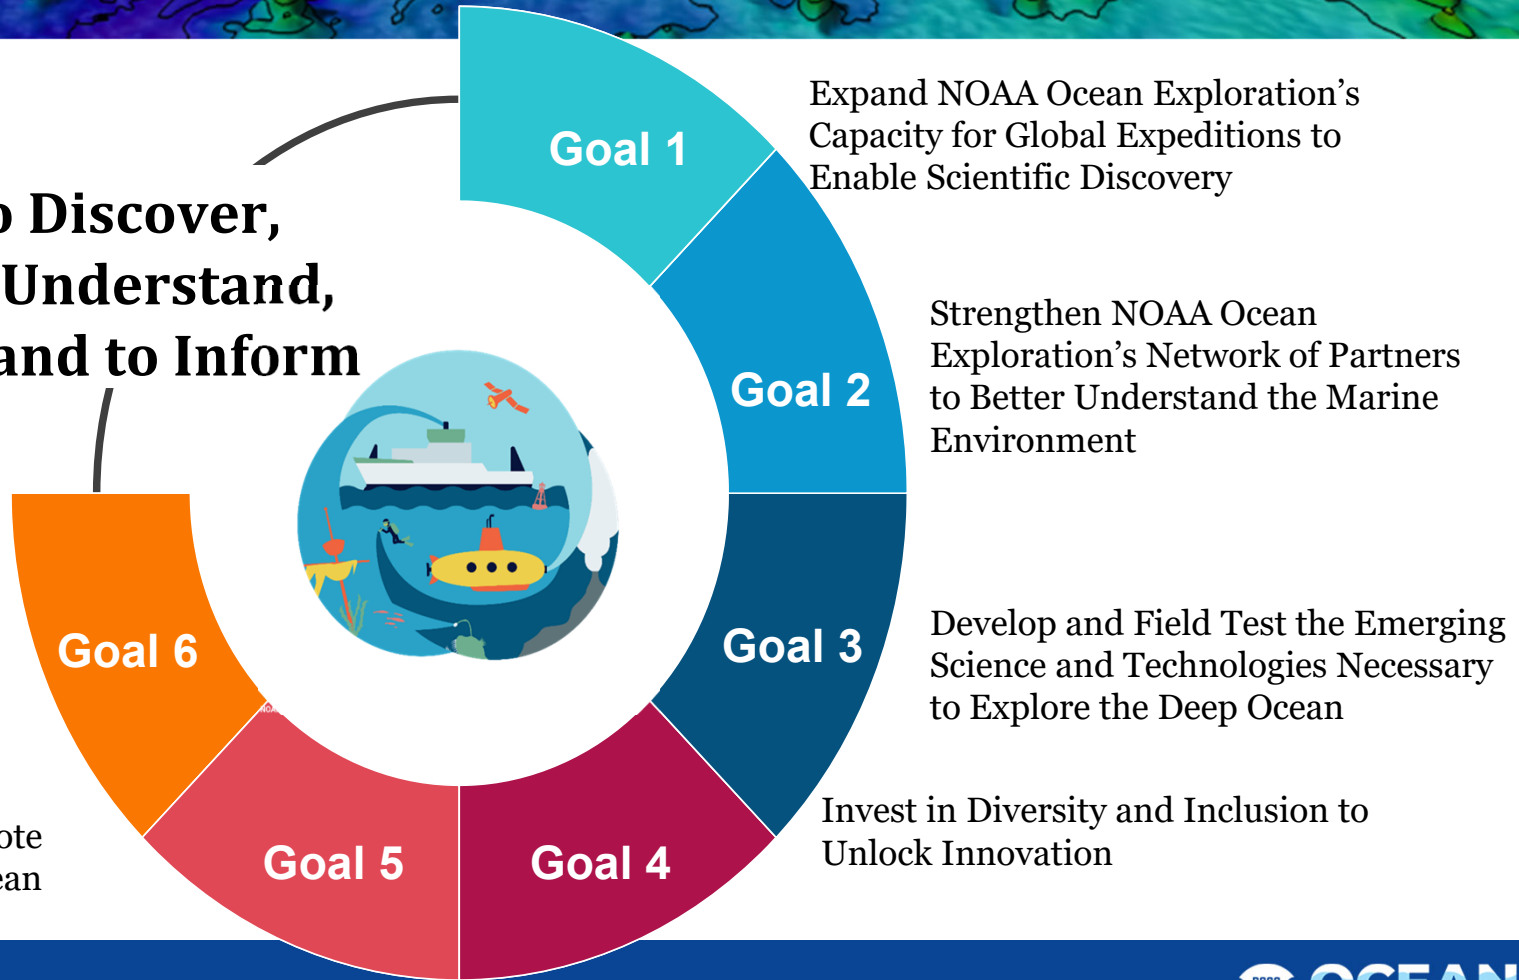 Goal 1
Expand NOAA Ocean Exploration's
Capacity for Global Expeditions to
Enable Scientific Discovery
Discover,
Understand,
and to Inform
Goal 2
Strengthen NOAA Ocean
Exploration's Network of Partners
to Better Understand the Marine
Environment
Goal 3
Develop and Field Test the Emerging
Science and Technologies Necessary
to Explore the Deep Ocean
Goal 4
Invest in Diversity and Inclusion to
Unlock Innovation
Goal 5
Goal 6
OCEAN